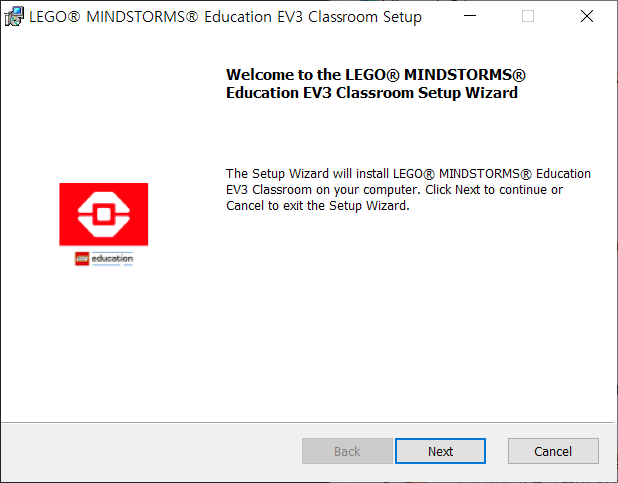 LEGO® MINDSTORMS® Education EV3 Classroom Setup
Welcome to the LEGO® MINDSTORMS®
Education EV3 Classroom Setup Wizard
The Setup Wizard will install LEGO® MINDSTORMS® Education
EV3 Classroom on your computer. Click Next to continue or
Cancel to exit the Setup Wizard.
LEGO education
Back
Next
Cancel